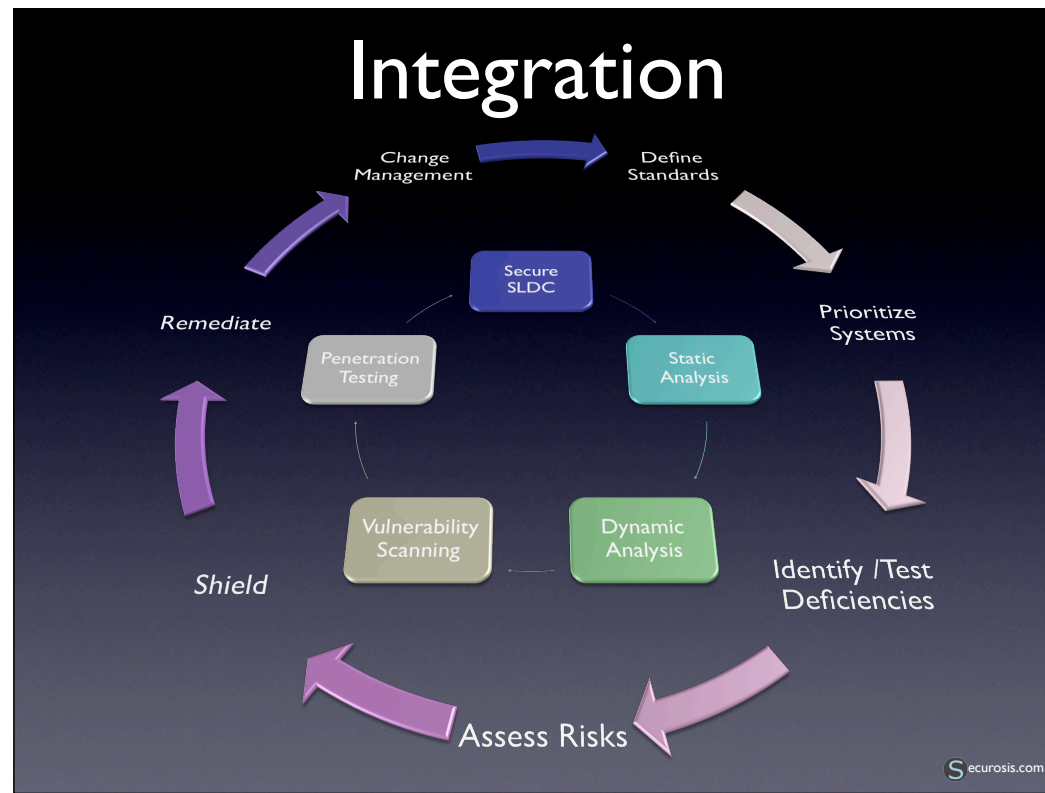 Integration
Change
Management
Define
Standards
Prioritize
Systems
Identify /Test
Deficiencies
Assess Risks
Shield
Remediate
Secure
SLDC
Static
Analysis
Dynamic
Analysis
Vulnerability
Scanning
Penetration
Testing
Securosis.com